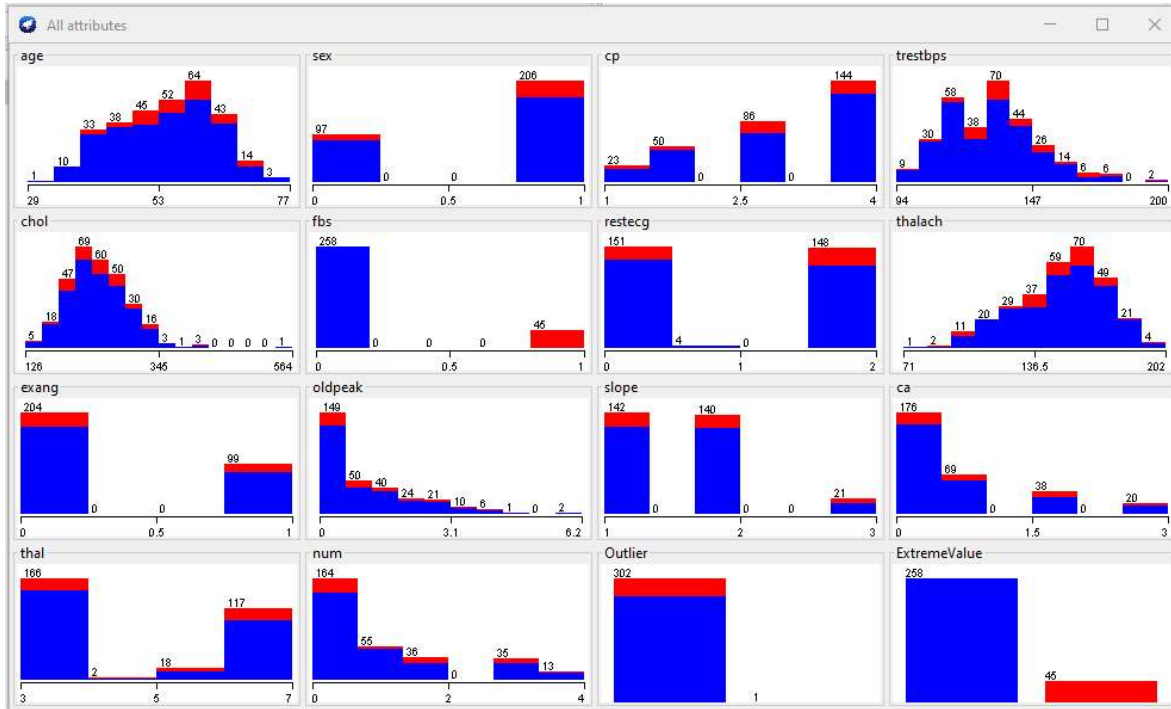 All attributes
age
sex
cp
trestbps
1 10 33 38 45 52 64 43 14 3
97 0 0 206
23 50 0 86 0 144
9 30 58 38 70 44 26 14 6 6 0 2
29 53 77
0 0.5 1
1 2.5 4
94 147 200
chol
fbs
restecg
thalach
5 18 47 69 60 50 30 16 3 1 3 0 0 0 0 1
258 0 0 0 45
151 4 0 148
1 2 11 20 29 37 59 70 49 21 4
126 345 564
0 0.5 1
0 1 2
71 136.5 202
exang
oldpeak
slope
ca
204 0 0 99
149 50 40 24 21 10 6 1 0 2
142 0 140 0 0 21
176 69 0 38 0 20
0 0.5 1
0 3.1 6.2
1 2 3
0 1.5 3
thal
num
Outlier
ExtremeValue
166 2 18 117
164 55 36 0 35 13
302 1
258 45
3 5 7
0 2 4